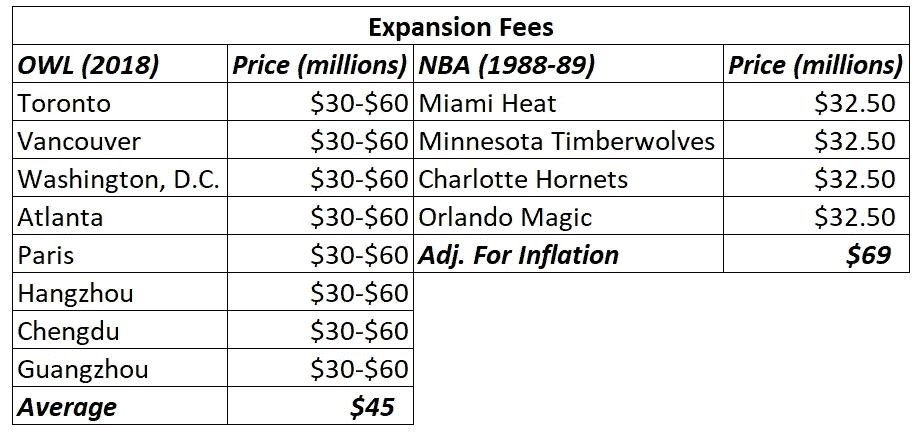 Expansion Fees
OWL (2018) Price (millions) NBA (1988-89) Price (millions)
Toronto $30-$60 Miami Heat $32.50
Vancouver $30-$60 Minnesota Timberwolves $32.50
Washington, D.C. $30-$60 Charlotte Hornets $32.50
Atlanta $30-$60 Orlando Magic $32.50
Paris $30-$60 Adj. For Inflation $69
Hangzhou $30-$60
Chengdu $30-$60
Guangzhou $30-$60
Average $45